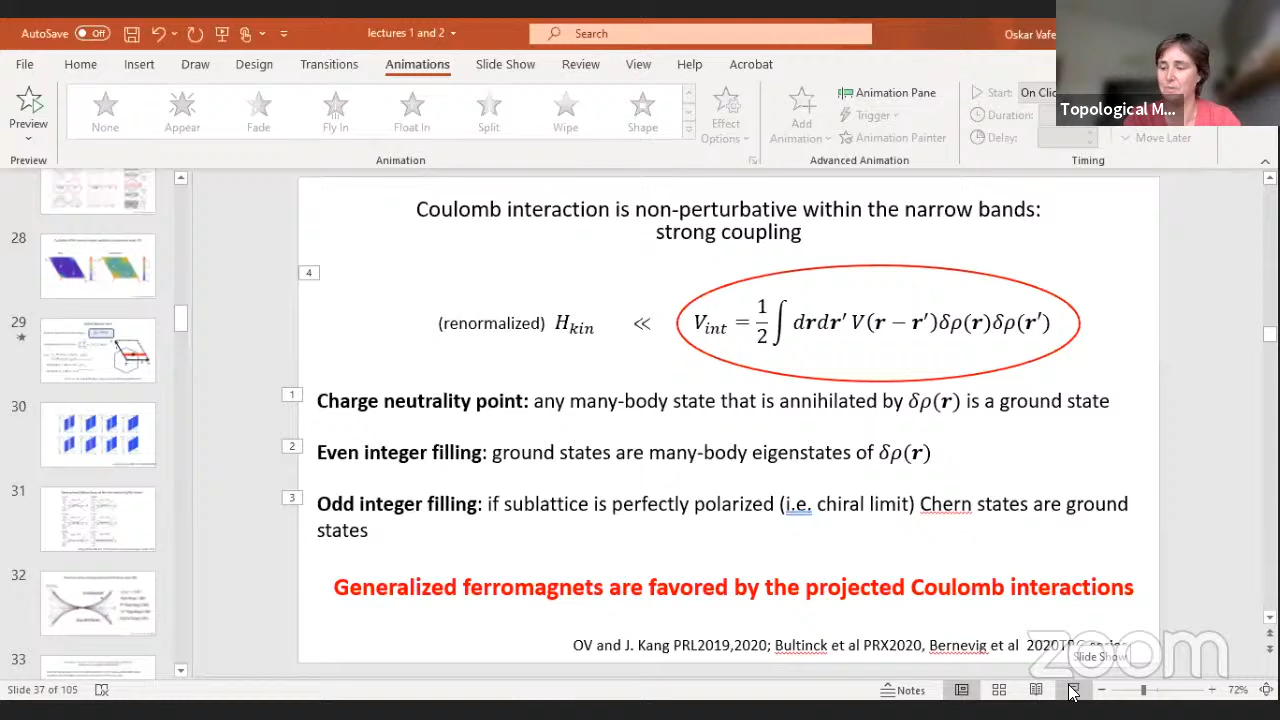 AutoSave Off lectures 1 and 2 Search Oskar Vafe
File Home Insert Draw Design Transitions Animations Slide Show Review View Help Acrobat
Preview None Appear Fade Fly In Float In Split Wipe Shape Effect Options Add Animation Animation Pane Trigger Animation Painter Start: On Cli Duration: Delay: Move Later
Preview Animation Advanced Animation Timing
Topological M...
28
29
30
31
32
33
Coulomb interaction is non-perturbative within the narrow bands:
strong coupling
4
(renormalized) H_kin ≪ V_int = 1/2 ∫ drdr′ V(r − r′)δρ(r)δρ(r′)
1
Charge neutrality point: any many-body state that is annihilated by δρ(r) is a ground state
2
Even integer filling: ground states are many-body eigenstates of δρ(r)
3
Odd integer filling: if sublattice is perfectly polarized (i.e. chiral limit) Chern states are ground
states
Generalized ferromagnets are favored by the projected Coulomb interactions
OV and J. Kang PRL2019,2020; Bultinck et al PRX2020, Bernevig et al
zoom
Slide Show
Slide 37 of 105 Notes 72%